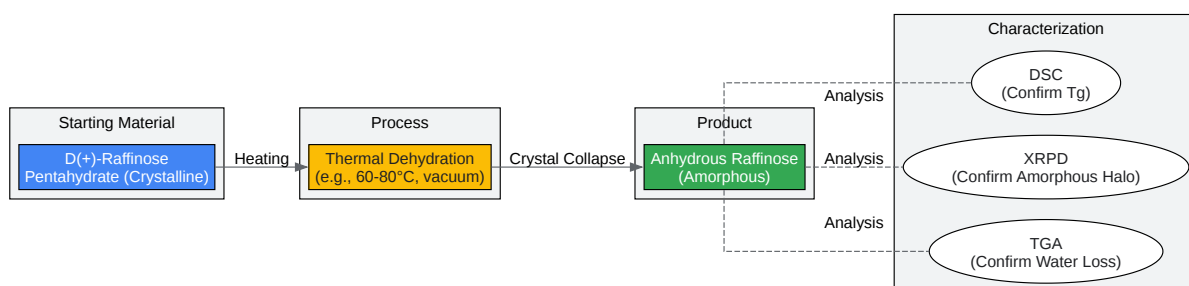 Starting Material
D(+)-Raffinose
Pentahydrate (Crystalline)
Heating
Process
Thermal Dehydration
(e.g., 60-80°C, vacuum)
Crystal Collapse
Product
Anhydrous Raffinose
(Amorphous)
Analysis
Analysis
Analysis
Characterization
DSC
(Confirm Tg)
XRPD
(Confirm Amorphous Halo)
TGA
(Confirm Water Loss)